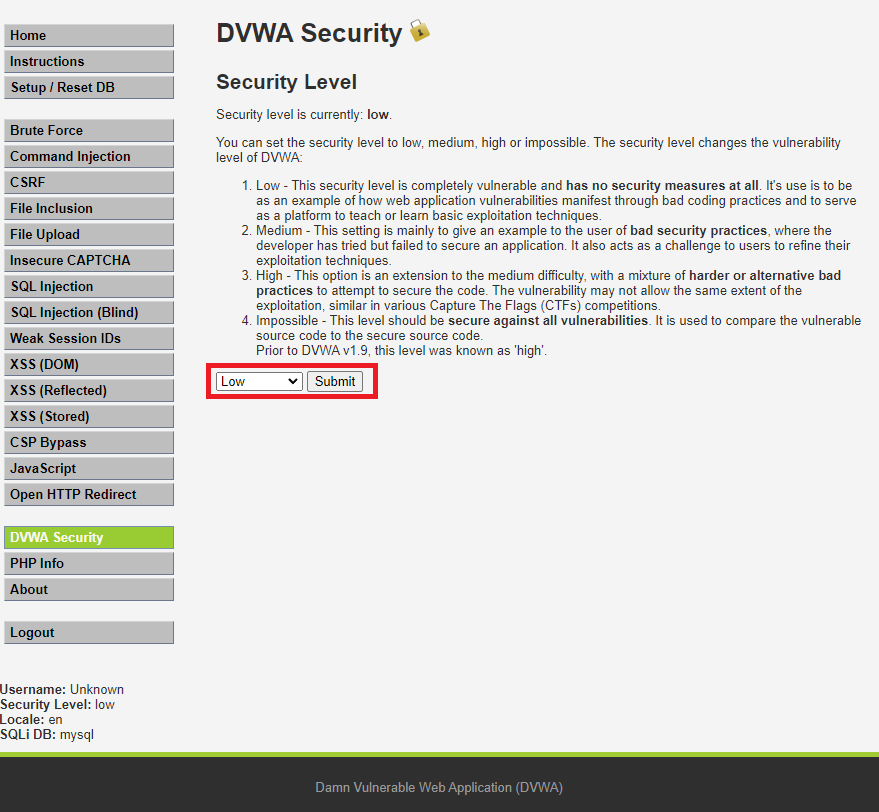 Home
Instructions
Setup / Reset DB
Brute Force
Command Injection
CSRF
File Inclusion
File Upload
Insecure CAPTCHA
SQL Injection
SQL Injection (Blind)
Weak Session IDs
XSS (DOM)
XSS (Reflected)
XSS (Stored)
CSP Bypass
JavaScript
Open HTTP Redirect
DVWA Security
PHP Info
About
Logout
Username: Unknown
Security Level: low
Locale: en
SQLi DB: mysql
DVWA Security
Security Level
Security level is currently: low.
You can set the security level to low, medium, high or impossible. The security level changes the vulnerability
level of DVWA:
1. Low - This security level is completely vulnerable and has no security measures at all. It's use is to be
as an example of how web application vulnerabilities manifest through bad coding practices and to serve
as a platform to teach or learn basic exploitation techniques.
2. Medium - This setting is mainly to give an example to the user of bad security practices, where the
developer has tried but failed to secure an application. It also acts as a challenge to users to refine their
exploitation techniques.
3. High - This option is an extension to the medium difficulty, with a mixture of harder or alternative bad
practices to attempt to secure the code. The vulnerability may not allow the same extent of the
exploitation, similar in various Capture The Flags (CTFs) competitions.
4. Impossible - This level should be secure against all vulnerabilities. It is used to compare the vulnerable
source code to the secure source code.
Prior to DVWA v1.9, this level was known as 'high'.
Low Submit
Damn Vulnerable Web Application (DVWA)